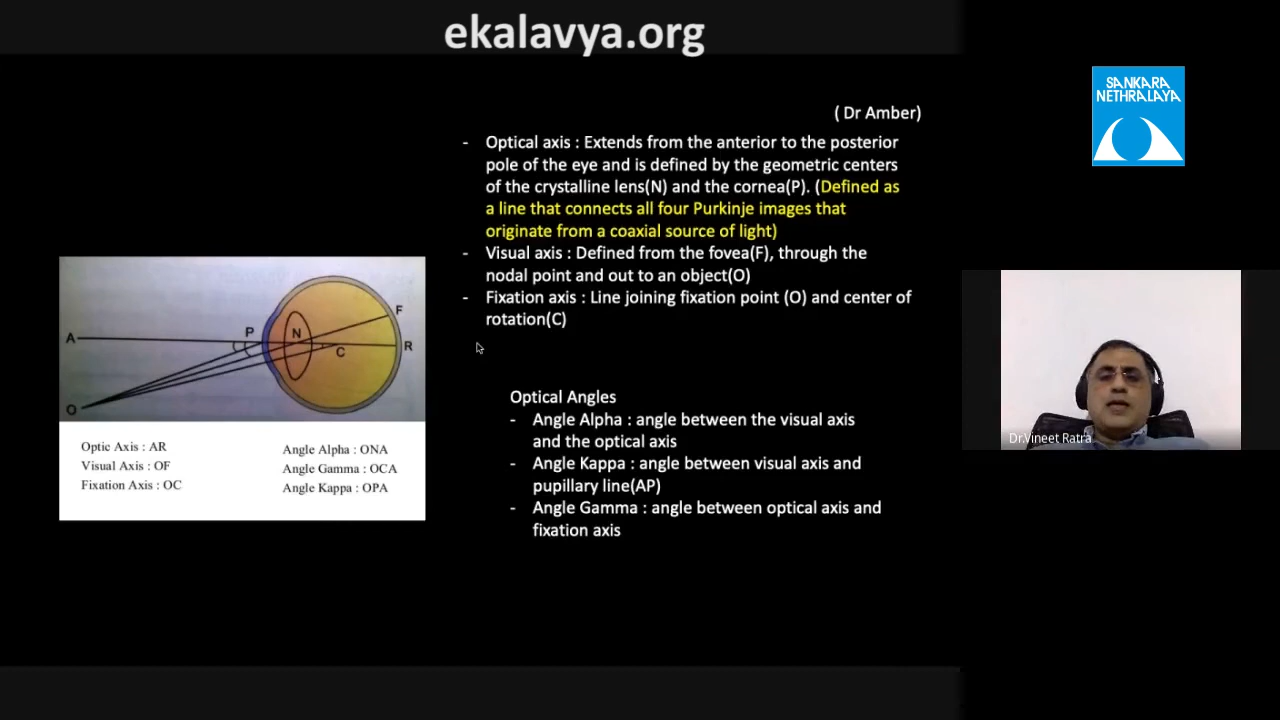 ekalavya.org
SANKARA
NETHRALAYA
( Dr Amber)
- Optical axis : Extends from the anterior to the posterior
pole of the eye and is defined by the geometric centers
of the crystalline lens(N) and the cornea(P). (Defined as
a line that connects all four Purkinje images that
originate from a coaxial source of light)
- Visual axis : Defined from the fovea(F), through the
nodal point and out to an object(O)
- Fixation axis : Line joining fixation point (O) and center of
rotation(C)
A
P
N
F
C
R
O
Optic Axis : AR
Visual Axis : OF
Fixation Axis : OC
Angle Alpha : ONA
Angle Gamma : OCA
Angle Kappa : OPA
Optical Angles
- Angle Alpha : angle between the visual axis
and the optical axis
- Angle Kappa : angle between visual axis and
pupillary line(AP)
- Angle Gamma : angle between optical axis and
fixation axis
Dr.Vineet Ratra